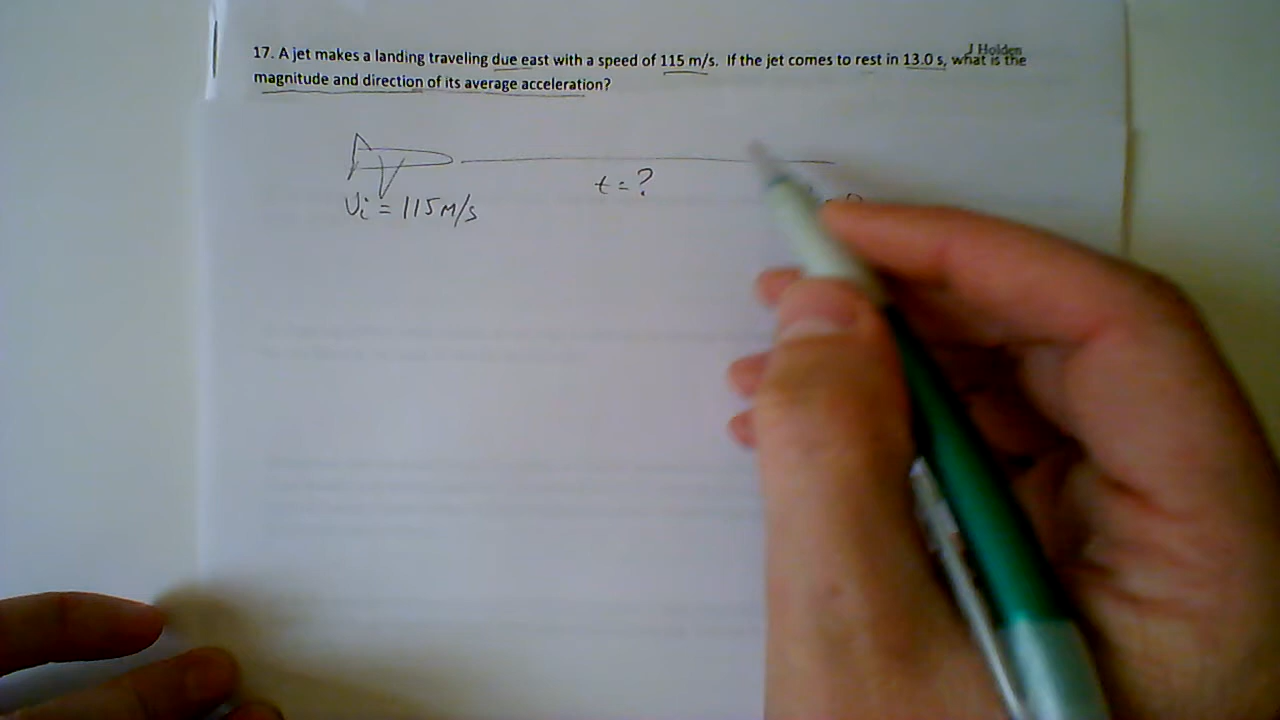 J Holden
17. A jet makes a landing traveling due east with a speed of 115 m/s. If the jet comes to rest in 13.0 s, what is the
magnitude and direction of its average acceleration?
t = ?
Vi = 115 M/s